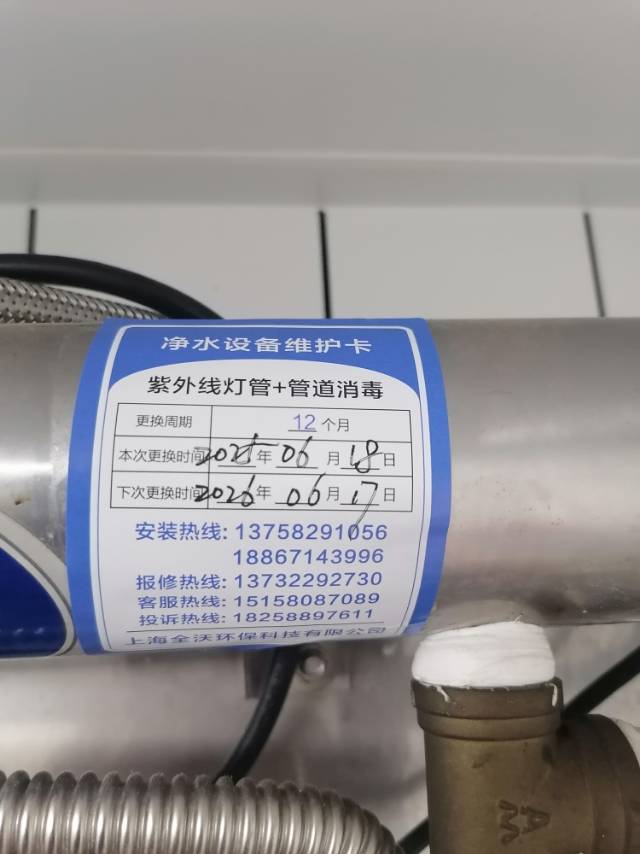 净水设备维护卡
紫外线灯管+管道消毒
更换周期 12 个月
本次更换时间 2025 年 06 月 18 日
下次更换时间 2026 年 06 月 17 日
安装热线: 13758291056
18867143996
报修热线: 13732292730
客服热线: 15158087089
投诉热线: 18258897611
上海全沃环保科技有限公司
A
M